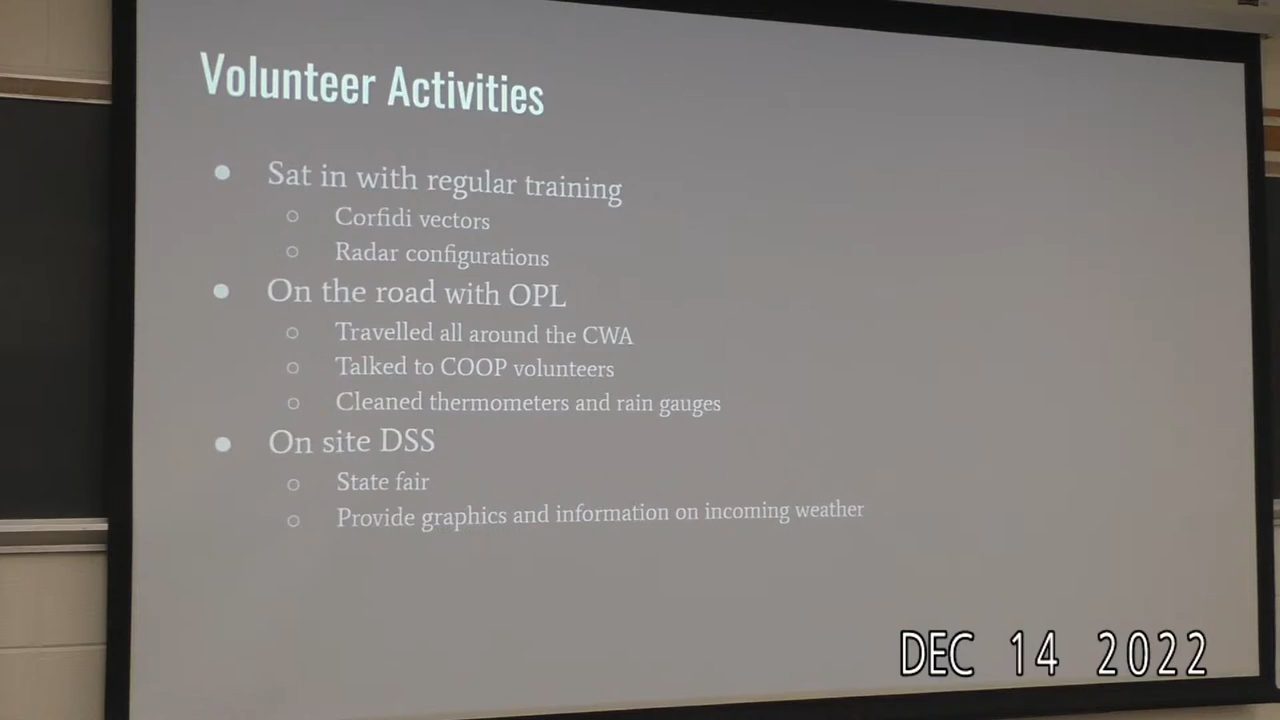 Volunteer Activities
● Sat in with regular training
○ Corfidi vectors
○ Radar configurations
● On the road with OPL
○ Travelled all around the CWA
○ Talked to COOP volunteers
○ Cleaned thermometers and rain gauges
● On site DSS
○ State fair
○ Provide graphics and information on incoming weather
DEC 14 2022